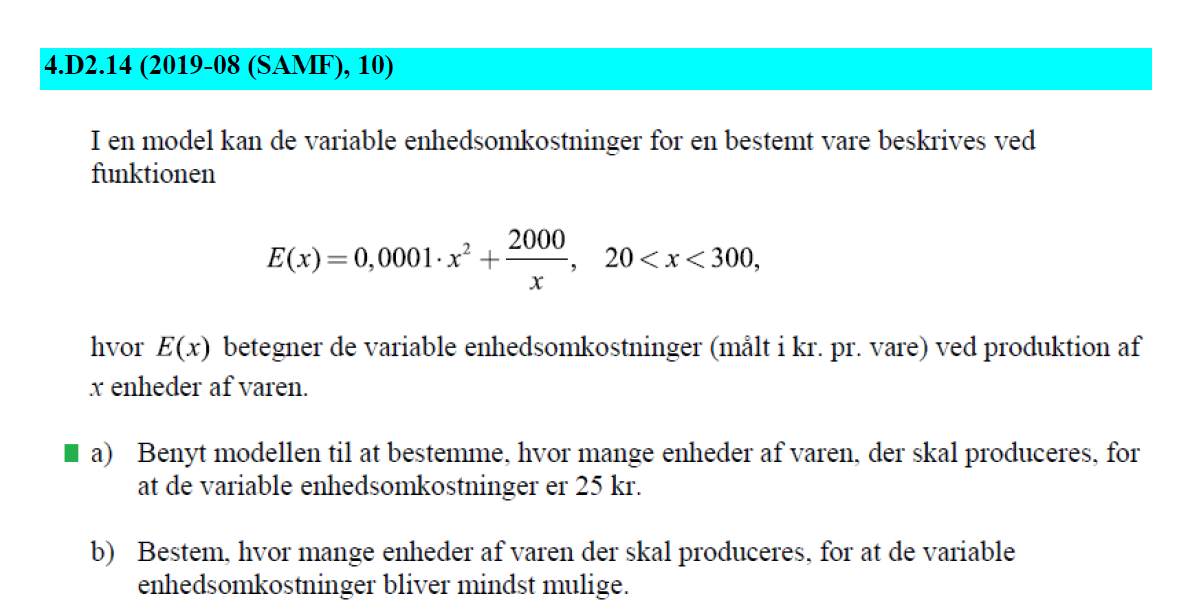 4.D2.14 (2019-08 (SAMF), 10)
I en model kan de variable enhedsomkostninger for en bestemt vare beskrives ved
funktionen
E(x) = 0,0001 · x² + 2000/x, 20 < x < 300,
hvor E(x) betegner de variable enhedsomkostninger (målt i kr. pr. vare) ved produktion af
x enheder af varen.
a) Benyt modellen til at bestemme, hvor mange enheder af varen, der skal produceres, for
at de variable enhedsomkostninger er 25 kr.
b) Bestem, hvor mange enheder af varen der skal produceres, for at de variable
enhedsomkostninger bliver mindst mulige.